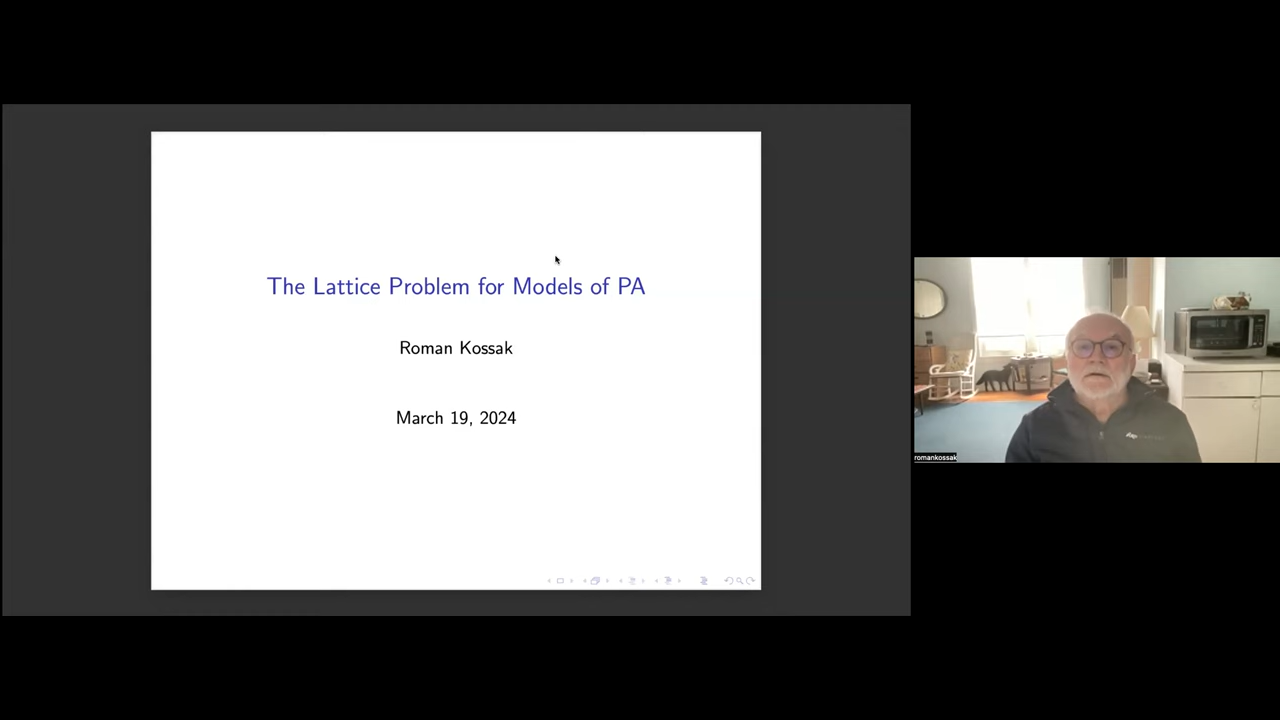 The Lattice Problem for Models of PA
Roman Kossak
March 19, 2024
romankossak